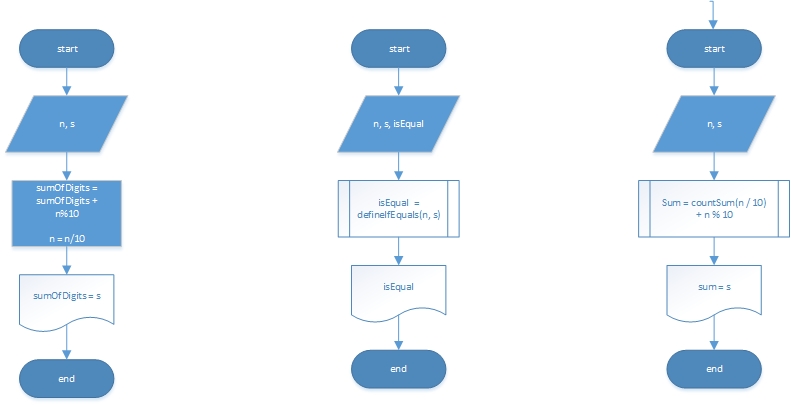 start
n, s
sumOfDigits =
sumOfDigits +
n%10
n = n/10
sumOfDigits = s
end
start
n, s, isEqual
isEqual =
defineIfEquals(n, s)
isEqual
end
start
n, s
Sum = countSum(n / 10)
+ n % 10
sum = s
end